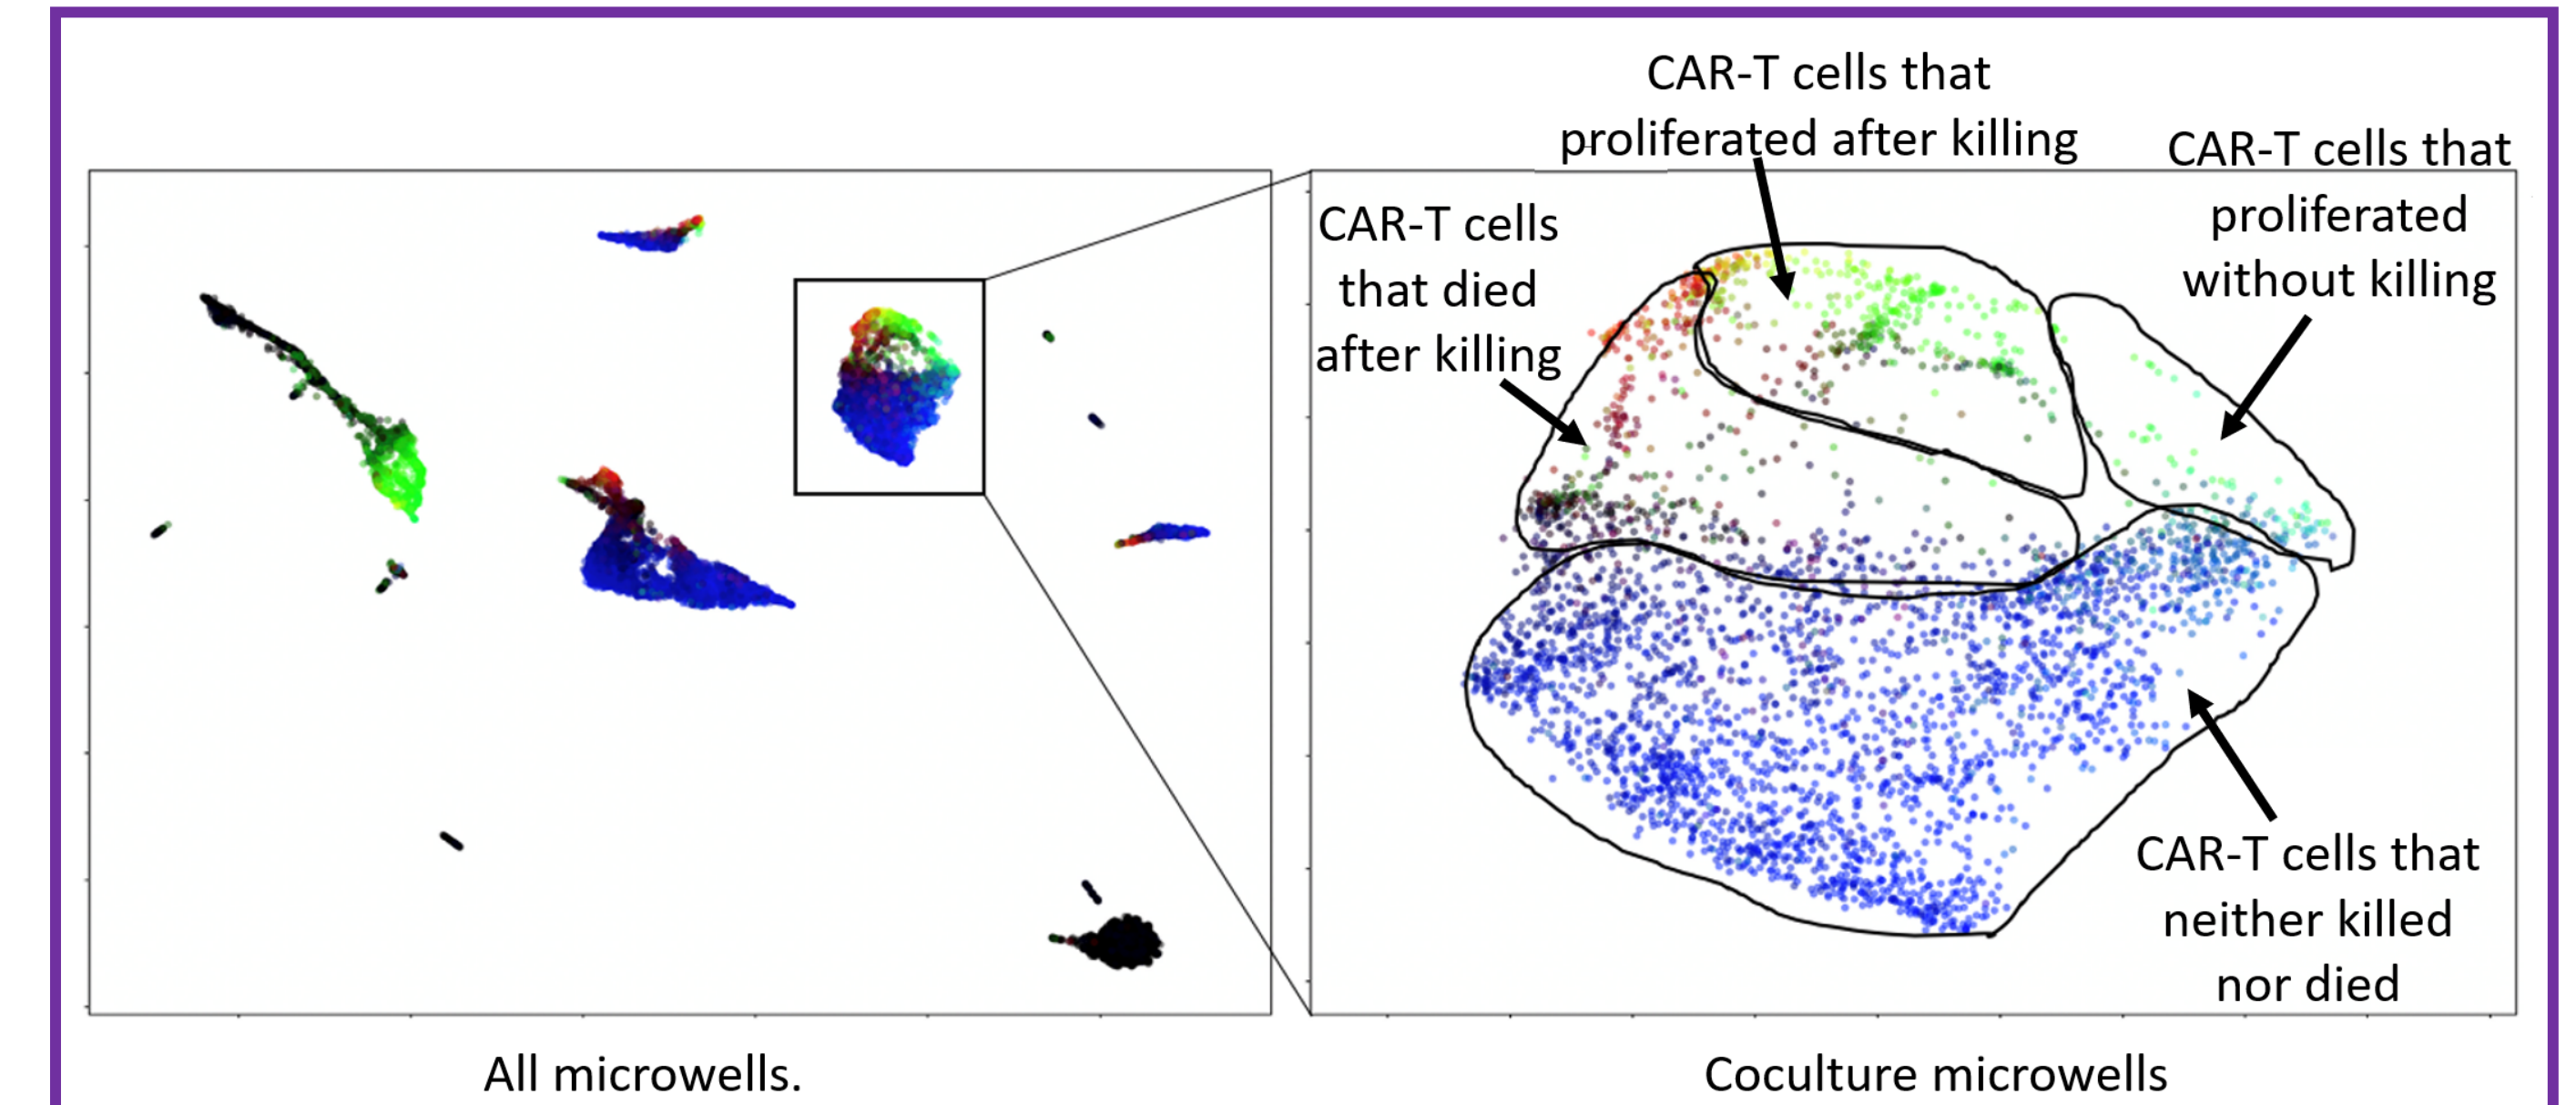 CAR-T cells that
proliferated after killing
CAR-T cells that
proliferated
without killing
CAR-T cells
that died
after killing
CAR-T cells that
neither killed
nor died
All microwells.
Coculture microwells